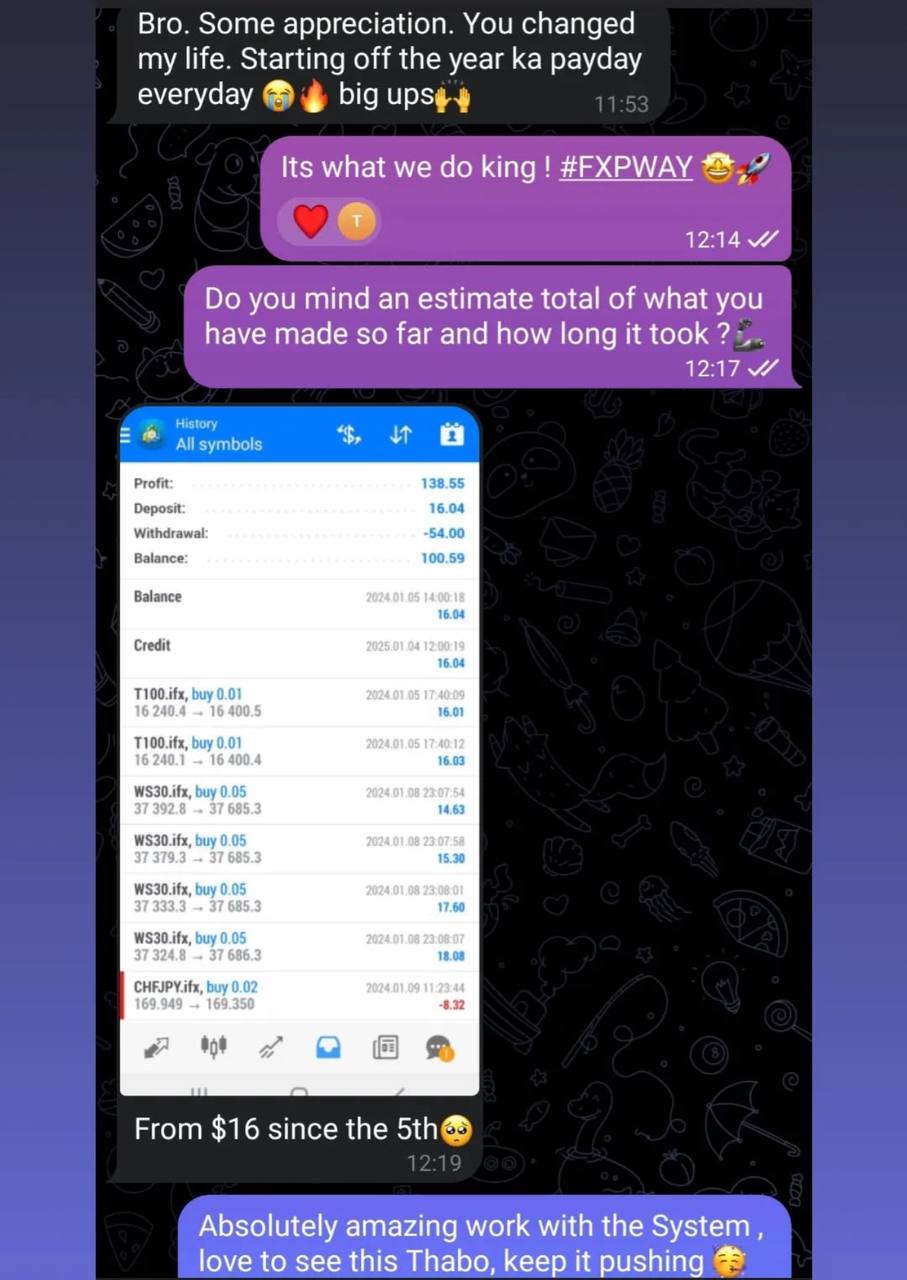 Bro. Some appreciation. You changed
my life. Starting off the year ka payday
everyday 😭🔥 big ups🙌
11:53
Its what we do king ! #FXPWAY 🤩🚀
❤️ T
12:14
Do you mind an estimate total of what you
have made so far and how long it took ?🦾
12:17
History
All symbols
Profit: 138.55
Deposit: 16.04
Withdrawal: -54.00
Balance: 100.59
Balance 2024.01.05 14:00:18
16.04
Credit 2025.01.04 12:00:19
16.04
T100.ifx, buy 0.01 2024.01.05 17:40:09
16 240.4 → 16 400.5 16.01
T100.ifx, buy 0.01 2024.01.05 17:40:12
16 240.1 → 16 400.4 16.03
WS30.ifx, buy 0.05 2024.01.08 23:07:54
37 392.8 → 37 685.3 14.63
WS30.ifx, buy 0.05 2024.01.08 23:07:58
37 379.3 → 37 685.3 15.30
WS30.ifx, buy 0.05 2024.01.08 23:08:01
37 333.3 → 37 685.3 17.60
WS30.ifx, buy 0.05 2024.01.08 23:08:07
37 324.8 → 37 686.3 18.08
CHFJPY.ifx, buy 0.02 2024.01.09 11:23:44
169.949 → 169.350 -8.32
From $16 since the 5th🥺
12:19
Absolutely amazing work with the System ,
love to see this Thabo, keep it pushing 🥳